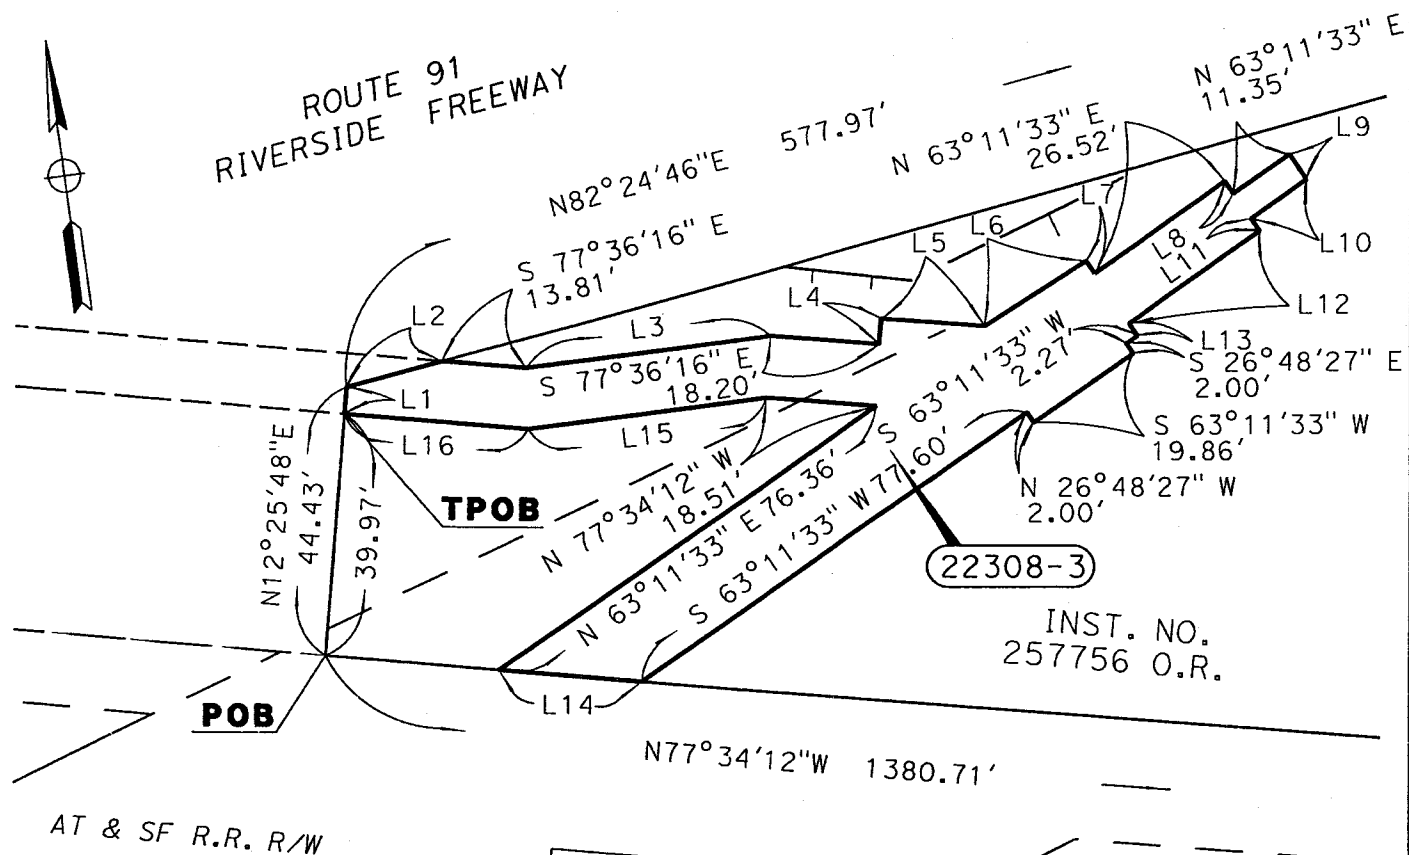 ROUTE 91
RIVERSIDE FREEWAY
N82°24'46"E 577.97'
N 63°11'33" E
26.52'
N 63°11'33" E
11.35'
L9
L7
L6
L5
S 77°36'16" E
13.81'
L2
L4
L3
L8
L11
L10
L12
L13
S 26°48'27" E
2.00'
S 77°36'16" E
18.20'
S 63°11'33" W
2.27'
L1
L16
L15
S 63°11'33" W
19.86'
N12°25'48"E
44.43'
39.97'
TPOB
N 77°34'12" W
18.51'
N 63°11'33" E 76.36'
S 63°11'33" W 77.60'
N 26°48'27" W
2.00'
22308-3
INST. NO.
257756 O.R.
L14
POB
N77°34'12"W 1380.71'
AT & SF R.R. R/W